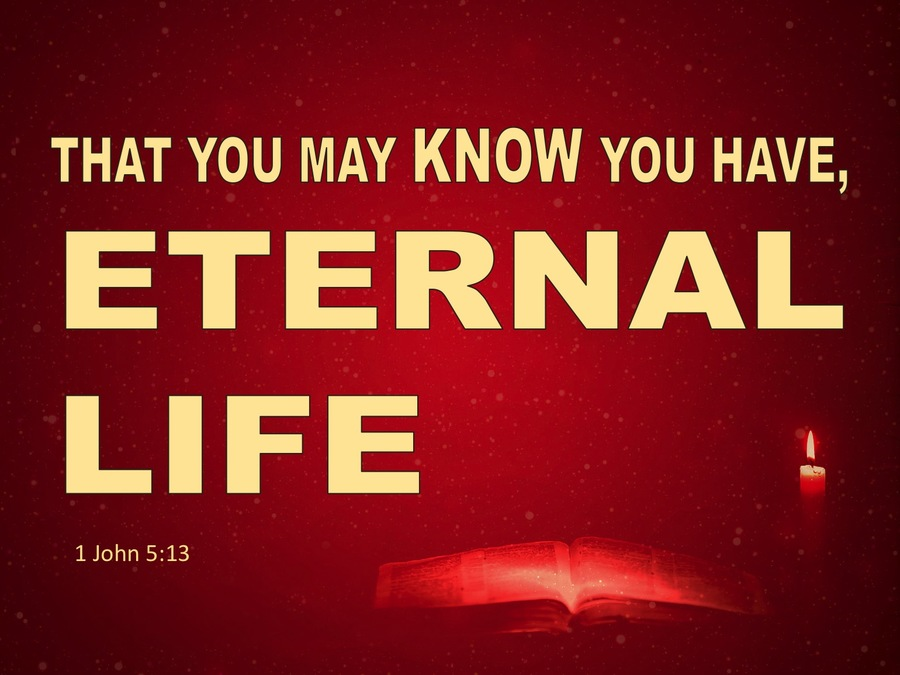 THAT YOU MAY KNOW YOU HAVE,
ETERNAL
LIFE
1 John 5:13